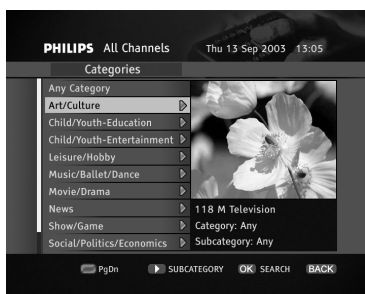 PHILIPS All Channels Thu 13 Sep 2003 13:05
Categories
Any Category
Art/Culture
Child/Youth-Education
Child/Youth-Entertainment
Leisure/Hobby
Music/Ballet/Dance
Movie/Drama
News
Show/Game
Social/Politics/Economics
118 M Television
Category: Any
Subcategory: Any
PgDn SUBCATEGORY OK SEARCH BACK